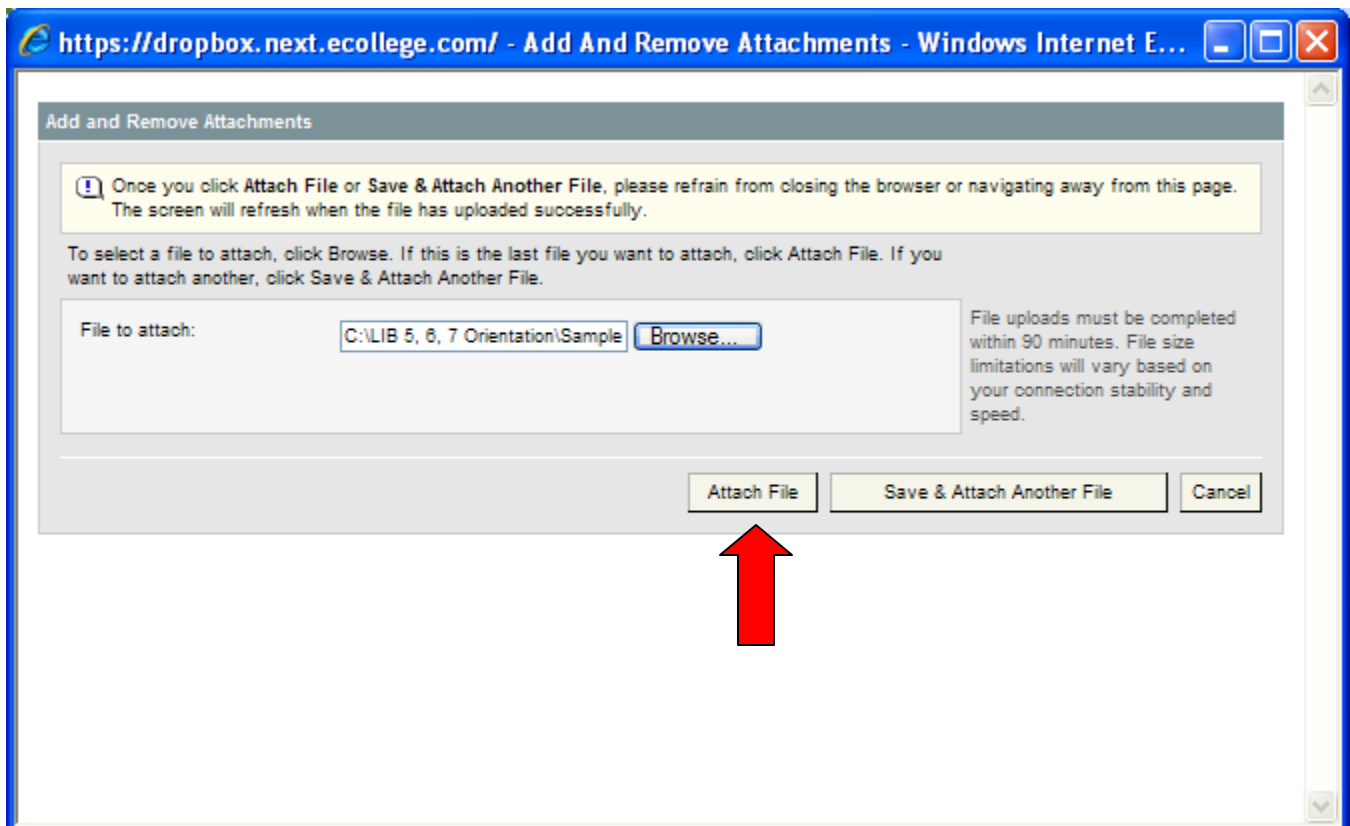 https://dropbox.next.ecollege.com/ - Add And Remove Attachments - Windows Internet E...
Add and Remove Attachments
Once you click Attach File or Save & Attach Another File, please refrain from closing the browser or navigating away from this page.
The screen will refresh when the file has uploaded successfully.
To select a file to attach, click Browse. If this is the last file you want to attach, click Attach File. If you
want to attach another, click Save & Attach Another File.
File to attach:
C:\LIB 5, 6, 7 Orientation\Sample
Browse...
File uploads must be completed
within 90 minutes. File size
limitations will vary based on
your connection stability and
speed.
Attach File
Save & Attach Another File
Cancel